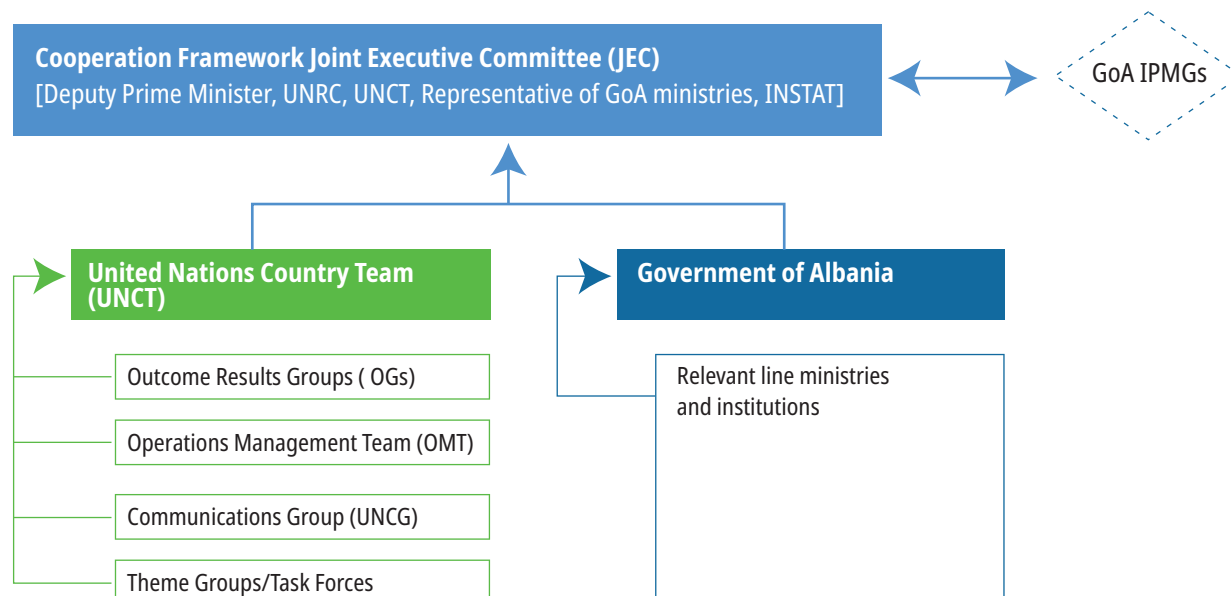 Cooperation Framework Joint Executive Committee (JEC)
[Deputy Prime Minister, UNRC, UNCT, Representative of GoA ministries, INSTAT]
GoA IPMGs
United Nations Country Team
(UNCT)
Government of Albania
Outcome Results Groups ( OGs)
Operations Management Team (OMT)
Communications Group (UNCG)
Theme Groups/Task Forces
Relevant line ministries
and institutions